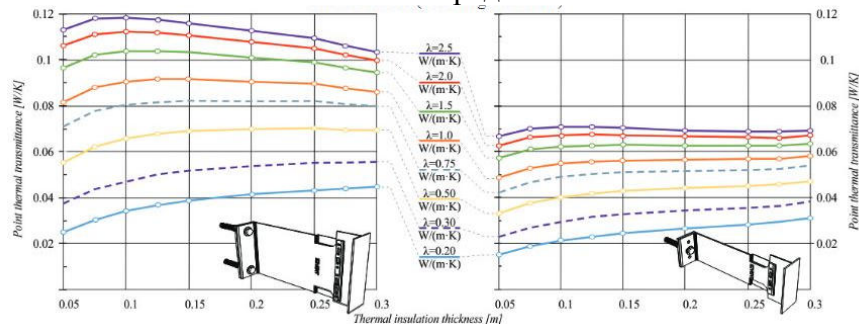 0.12
0.1
0.08
0.06
0.04
0.02
Point thermal transmittance [W/K]
0.05
0.1
0.15
0.2
0.25
0.3
λ=2.5
W/(m·K)
λ=2.0
W/(m·K)
λ=1.5
W/(m·K)
λ=1.0
W/(m·K)
λ=0.75
W/(m·K)
λ=0.50
W/(m·K)
λ=0.30
W/(m·K)
λ=0.20
W/(m·K)
0.12
0.1
0.08
0.06
0.04
0.02
Point thermal transmittance [W/K]
0.05
0.1
0.15
0.2
0.25
0.3
Thermal insulation thickness [m]